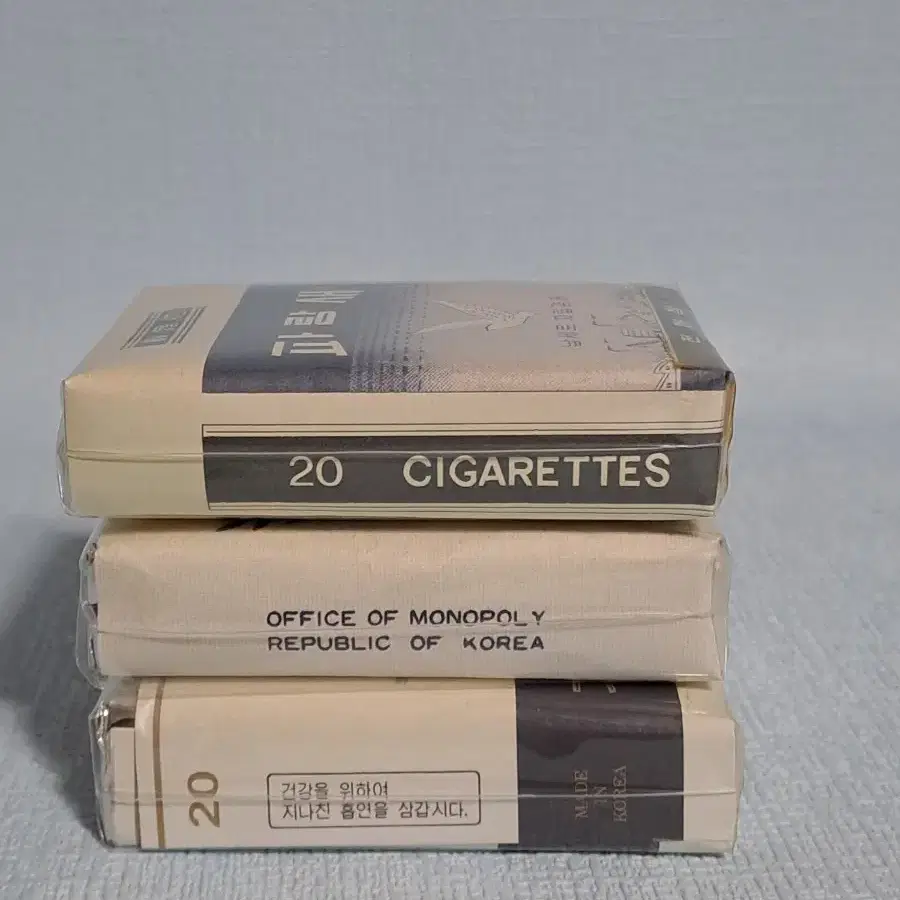 파랑새
20 CIGARETTES
OFFICE OF MONOPOLY
REPUBLIC OF KOREA
20
건강을 위하여
지나친 흡연을 삼갑시다.
MADE
IN
KOREA